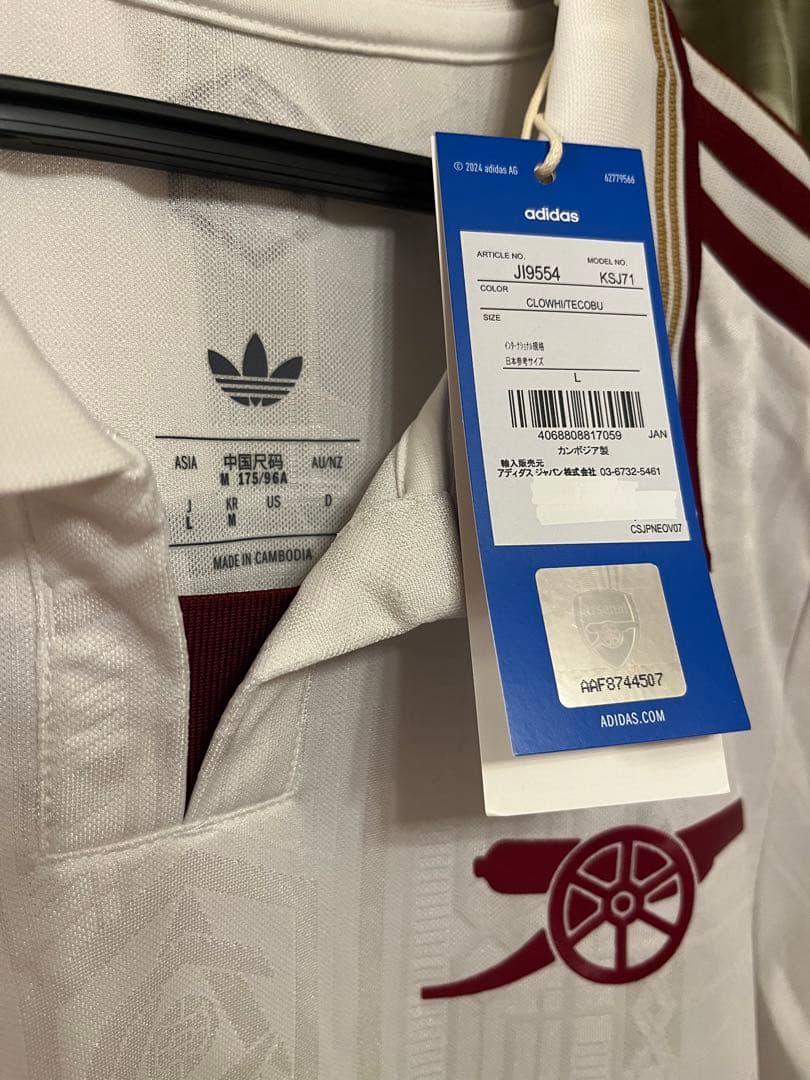 © 2024 adidas AG
62779566
adidas
ARTICLE NO.
MODEL NO.
JI9554
KSJ71
COLOR
CLOWHI/TECOBU
SIZE
インターナショナル規格
日本参考サイズ
L
4068808817059
JAN
カンボジア製
輸入販売元
アディダス ジャパン株式会社 03-6732-5461
CSJPNEOV07
Arsenal
AAF8744507
ADIDAS.COM
ASIA
中国尺码
AU/NZ
M 175/96A
J
KR
US
D
L
M
MADE IN CAMBODIA